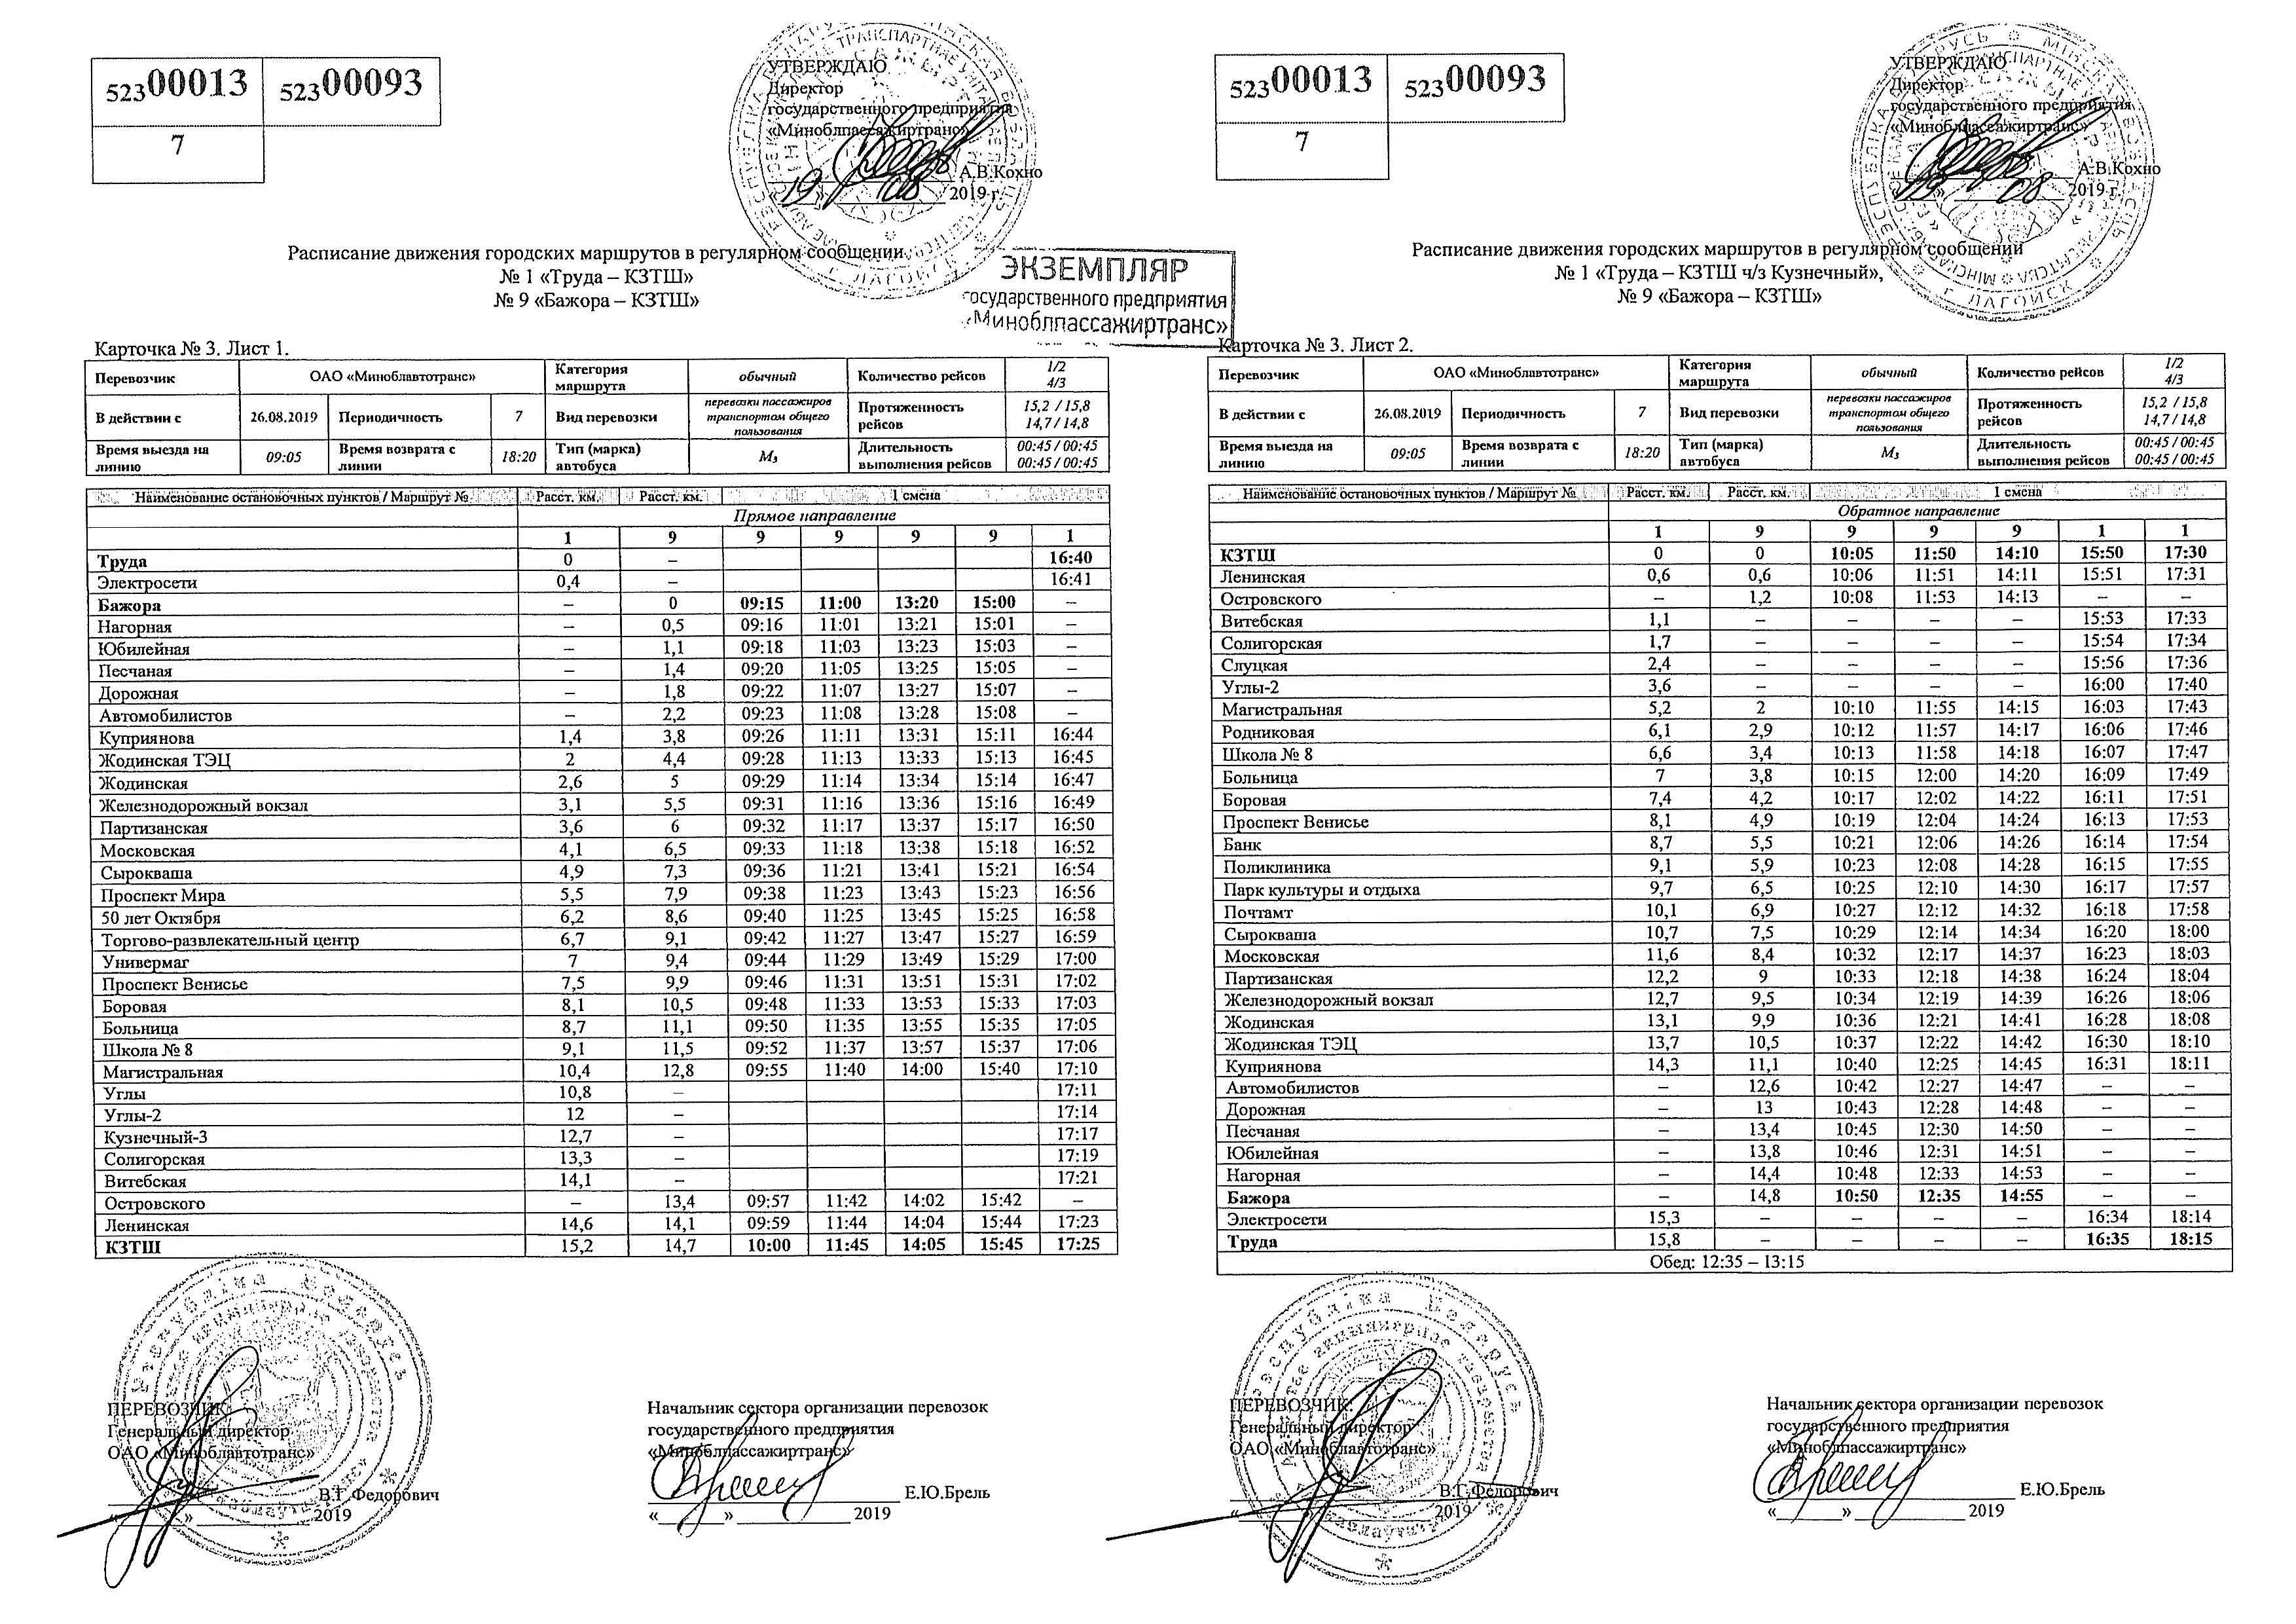 52300013 52300093
7
УТВЕРЖДАЮ
Директор
государственного предприятия
«Миноблпассажиртранс»
А.В.Кохно
19 08 2019 г.
Расписание движения городских маршрутов в регулярном сообщении
№ 1 «Труда – КЗТШ»
№ 9 «Бажора – КЗТШ»
ЭКЗЕМПЛЯР
государственного предприятия
«Миноблпассажиртранс»
Карточка № 3. Лист 1.
Перевозчик ОАО «Миноблавтотранс» Категория маршрута обычный Количество рейсов 1/2 4/3
В действии с 26.08.2019 Периодичность 7 Вид перевозки перевозки пассажиров транспортом общего пользования Протяженность рейсов 15,2 / 15,8 14,7 / 14,8
Время выезда на линию 09:05 Время возврата с линии 18:20 Тип (марка) автобуса М₃ Длительность выполнения рейсов 00:45 / 00:45 00:45 / 00:45
Наименование остановочных пунктов / Маршрут № Расст. км. Расст. км. 1 смена
Прямое направление
1 9 9 9 9 9 1
Труда 0 – 16:40
Электросети 0,4 – 16:41
Бажора – 0 09:15 11:00 13:20 15:00 –
Нагорная – 0,5 09:16 11:01 13:21 15:01 –
Юбилейная – 1,1 09:18 11:03 13:23 15:03 –
Песчаная – 1,4 09:20 11:05 13:25 15:05 –
Дорожная – 1,8 09:22 11:07 13:27 15:07 –
Автомобилистов – 2,2 09:23 11:08 13:28 15:08 –
Куприянова 1,4 3,8 09:26 11:11 13:31 15:11 16:44
Жодинская ТЭЦ 2 4,4 09:28 11:13 13:33 15:13 16:45
Жодинская 2,6 5 09:29 11:14 13:34 15:14 16:47
Железнодорожный вокзал 3,1 5,5 09:31 11:16 13:36 15:16 16:49
Партизанская 3,6 6 09:32 11:17 13:37 15:17 16:50
Московская 4,1 6,5 09:33 11:18 13:38 15:18 16:52
Сыроквaша 4,9 7,3 09:36 11:21 13:41 15:21 16:54
Проспект Мира 5,5 7,9 09:38 11:23 13:43 15:23 16:56
50 лет Октября 6,2 8,6 09:40 11:25 13:45 15:25 16:58
Торгово-развлекательный центр 6,7 9,1 09:42 11:27 13:47 15:27 16:59
Универмаг 7 9,4 09:44 11:29 13:49 15:29 17:00
Проспект Венисье 7,5 9,9 09:46 11:31 13:51 15:31 17:02
Боровая 8,1 10,5 09:48 11:33 13:53 15:33 17:03
Больница 8,7 11,1 09:50 11:35 13:55 15:35 17:05
Школа № 8 9,1 11,5 09:52 11:37 13:57 15:37 17:06
Магистральная 10,4 12,8 09:55 11:40 14:00 15:40 17:10
Углы 10,8 – 17:11
Углы-2 12 – 17:14
Кузнечный-3 12,7 – 17:17
Солигорская 13,3 – 17:19
Витебская 14,1 – 17:21
Островского – 13,4 09:57 11:42 14:02 15:42 –
Ленинская 14,6 14,1 09:59 11:44 14:04 15:44 17:23
КЗТШ 15,2 14,7 10:00 11:45 14:05 15:45 17:25
ПЕРЕВОЗЧИК:
Генеральный директор
ОАО «Миноблавтотранс»
В.Г. Федорович
«___» ___ 2019
Начальник сектора организации перевозок
государственного предприятия
«Миноблпассажиртранс»
Е.Ю.Брель
«___» ___ 2019
52300013 52300093
7
УТВЕРЖДАЮ
Директор
государственного предприятия
«Миноблпассажиртранс»
А.В.Кохно
08 2019 г.
Расписание движения городских маршрутов в регулярном сообщении
№ 1 «Труда – КЗТШ ч/з Кузнечный»,
№ 9 «Бажора – КЗТШ»
Карточка № 3. Лист 2.
Перевозчик ОАО «Миноблавтотранс» Категория маршрута обычный Количество рейсов 1/2 4/3
В действии с 26.08.2019 Периодичность 7 Вид перевозки перевозки пассажиров транспортом общего пользования Протяженность рейсов 15,2 / 15,8 14,7 / 14,8
Время выезда на линию 09:05 Время возврата с линии 18:20 Тип (марка) автобуса М₃ Длительность выполнения рейсов 00:45 / 00:45 00:45 / 00:45
Наименование остановочных пунктов / Маршрут № Расст. км. Расст. км. 1 смена
Обратное направление
1 9 9 9 9 1 1
КЗТШ 0 0 10:05 11:50 14:10 15:50 17:30
Ленинская 0,6 0,6 10:06 11:51 14:11 15:51 17:31
Островского – 1,2 10:08 11:53 14:13 – –
Витебская 1,1 – – – – 15:53 17:33
Солигорская 1,7 – – – – 15:54 17:34
Слуцкая 2,4 – – – – 15:56 17:36
Углы-2 3,6 – – – – 16:00 17:40
Магистральная 5,2 2 10:10 11:55 14:15 16:03 17:43
Родниковая 6,1 2,9 10:12 11:57 14:17 16:06 17:46
Школа № 8 6,6 3,4 10:13 11:58 14:18 16:07 17:47
Больница 7 3,8 10:15 12:00 14:20 16:09 17:49
Боровая 7,4 4,2 10:17 12:02 14:22 16:11 17:51
Проспект Венисье 8,1 4,9 10:19 12:04 14:24 16:13 17:53
Банк 8,7 5,5 10:21 12:06 14:26 16:14 17:54
Поликлиника 9,1 5,9 10:23 12:08 14:28 16:15 17:55
Парк культуры и отдыха 9,7 6,5 10:25 12:10 14:30 16:17 17:57
Почтамт 10,1 6,9 10:27 12:12 14:32 16:18 17:58
Сырокваша 10,7 7,5 10:29 12:14 14:34 16:20 18:00
Московская 11,6 8,4 10:32 12:17 14:37 16:23 18:03
Партизанская 12,2 9 10:33 12:18 14:38 16:24 18:04
Железнодорожный вокзал 12,7 9,5 10:34 12:19 14:39 16:26 18:06
Жодинская 13,1 9,9 10:36 12:21 14:41 16:28 18:08
Жодинская ТЭЦ 13,7 10,5 10:37 12:22 14:42 16:30 18:10
Куприянова 14,3 11,1 10:40 12:25 14:45 16:31 18:11
Автомобилистов – 12,6 10:42 12:27 14:47 – –
Дорожная – 13 10:43 12:28 14:48 – –
Песчаная – 13,4 10:45 12:30 14:50 – –
Юбилейная – 13,8 10:46 12:31 14:51 – –
Нагорная – 14,4 10:48 12:33 14:53 – –
Бажора – 14,8 10:50 12:35 14:55 – –
Электросети 15,3 – – – – 16:34 18:14
Труда 15,8 – – – – 16:35 18:15
Обед: 12:35 – 13:15
ПЕРЕВОЗЧИК:
Генеральный директор
ОАО «Миноблавтотранс»
В.Г. Федорович
«___» ___ 2019
Начальник сектора организации перевозок
государственного предприятия
«Миноблпассажиртранс»
Е.Ю.Брель
«___» ___ 2019